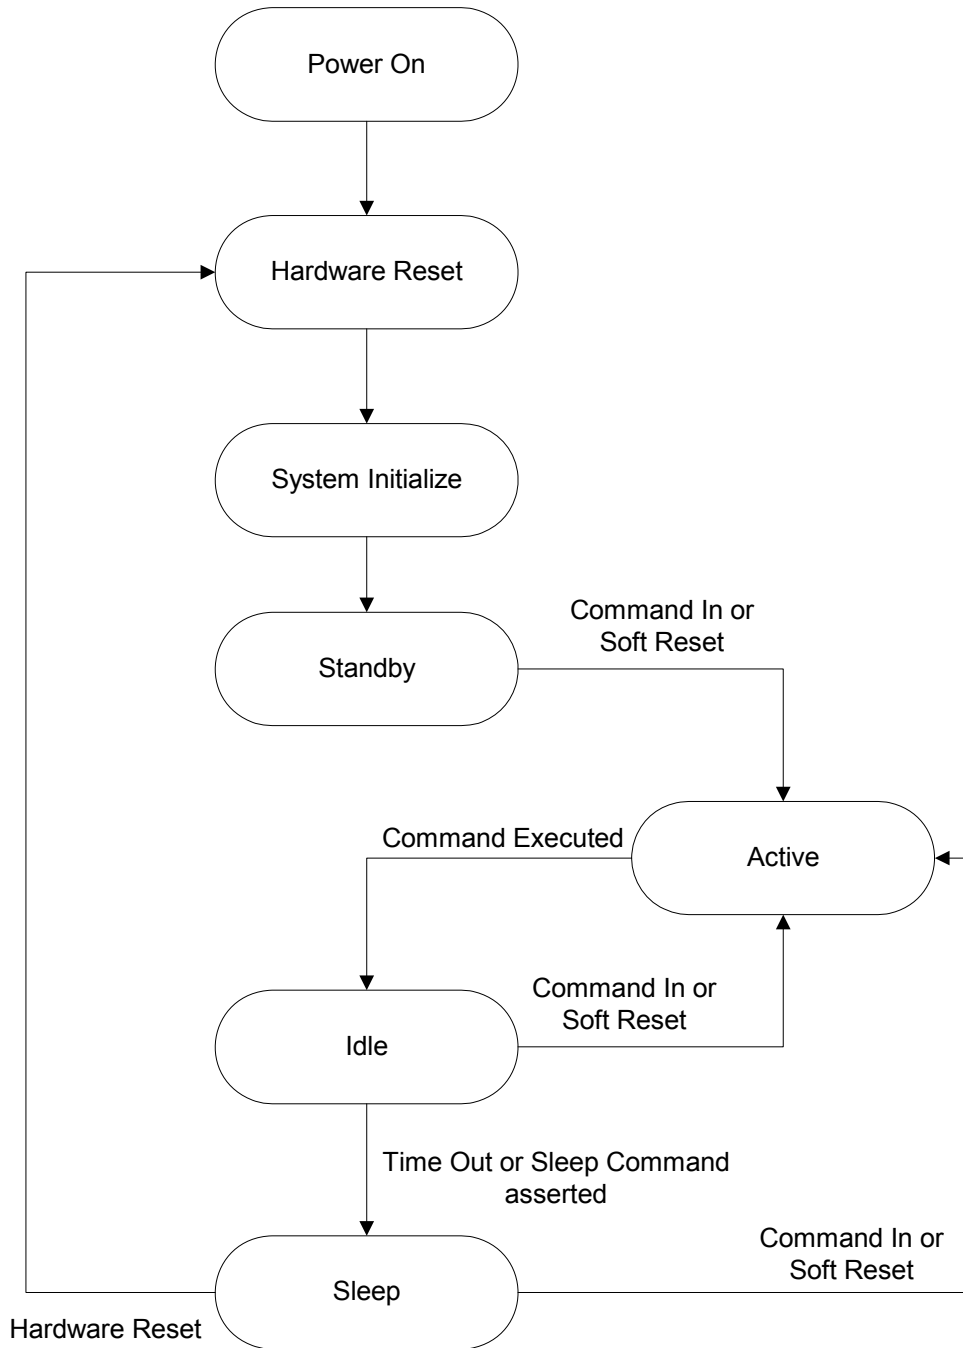 Power On
Hardware Reset
System Initialize
Command In or
Soft Reset
Standby
Command Executed
Active
Command In or
Soft Reset
Idle
Time Out or Sleep Command
asserted
Command In or
Soft Reset
Sleep
Hardware Reset